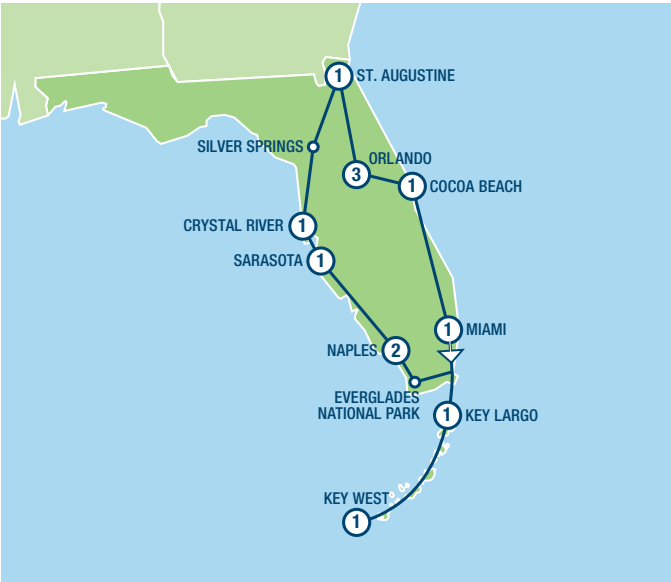 1 ST. AUGUSTINE
SILVER SPRINGS
ORLANDO
3
1 COCOA BEACH
CRYSTAL RIVER 1
SARASOTA 1
1 MIAMI
NAPLES 2
EVERGLADES
NATIONAL PARK
1 KEY LARGO
KEY WEST
1